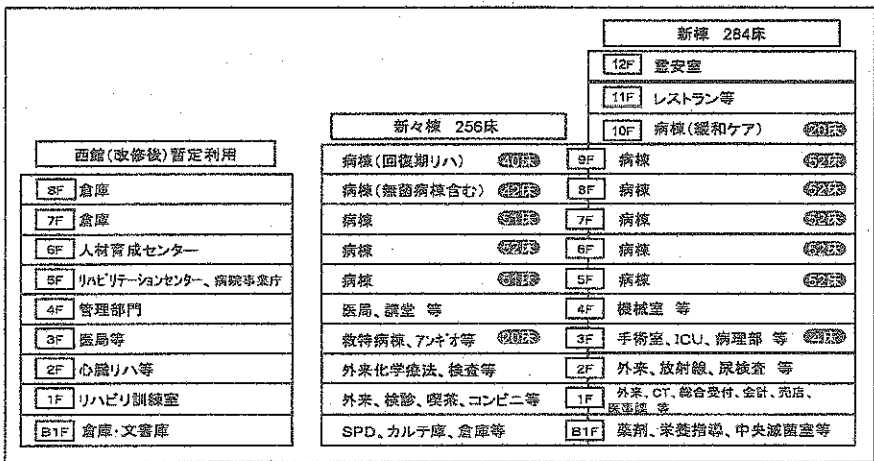 新棟 284床
12F 霊安室
11F レストラン等
10F 病棟(緩和ケア) 20床
新々棟 256床
西館(改修後)暫定利用
病棟(回復期リハ) 40床 9F 病棟 52床
8F 倉庫 病棟(無菌病棟含む) 42床 8F 病棟 52床
7F 倉庫 病棟 51床 7F 病棟 52床
6F 人材育成センター 病棟 52床 6F 病棟 52床
5F リハビリテーションセンター、病院事業庁 病棟 51床 5F 病棟 52床
4F 管理部門 医局、講堂 等 4F 機械室 等
3F 医局等 救特病棟、アンギオ等 20床 3F 手術室、ICU、病理部 等 4床
2F 心臓リハ等 外来化学療法、検査等 2F 外来、放射線、尿検査 等
1F リハビリ訓練室 外来、検診、喫茶、コンビニ等 1F 外来、CT、総合受付、会計、売店、
医事課 等
B1F 倉庫・文書庫 SPD、カルテ庫、倉庫等 B1F 薬剤、栄養指導、中央滅菌室等